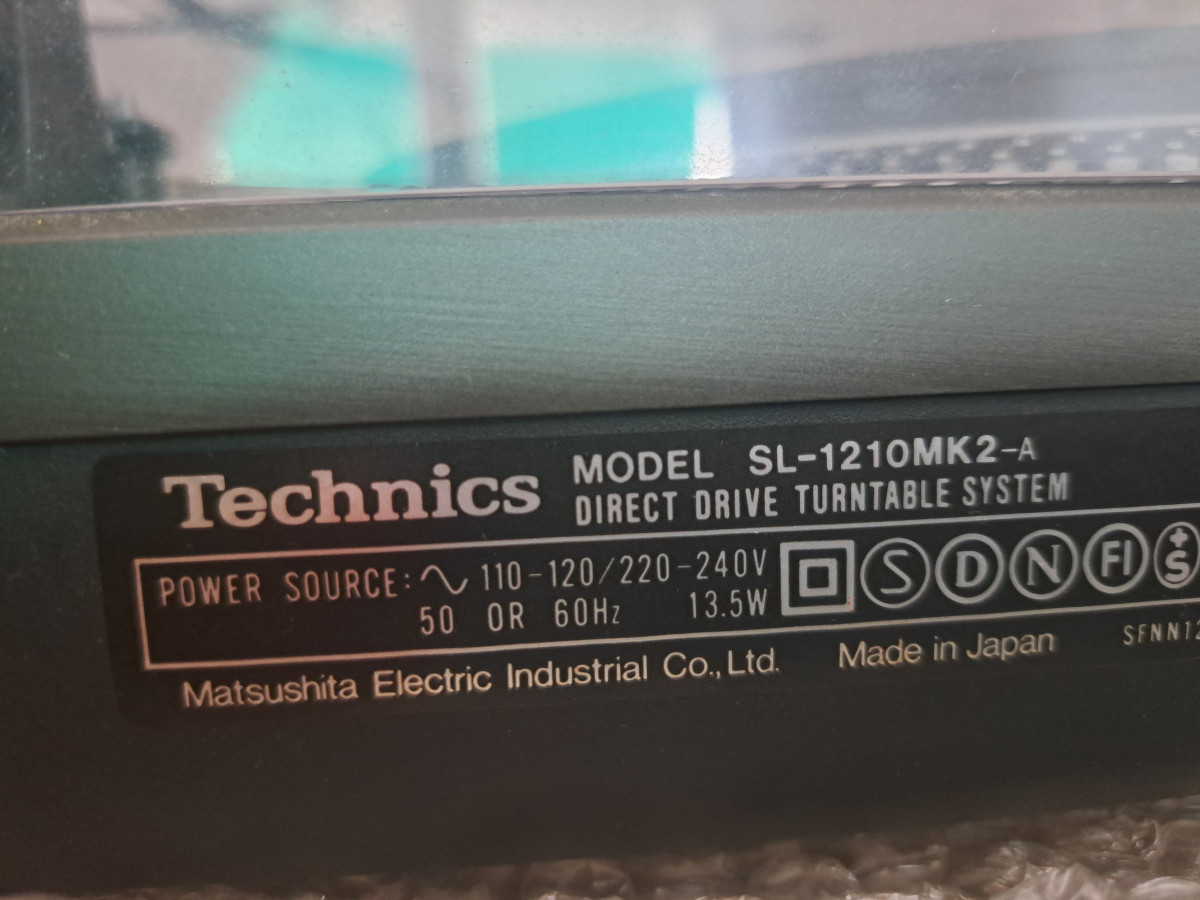 Technics
MODEL SL-1210MK2-A
DIRECT DRIVE TURNTABLE SYSTEM
POWER SOURCE: 110-120/220-240V
50 OR 60Hz 13.5W
S D N FI +S
Matsushita Electric Industrial Co., Ltd. Made in Japan